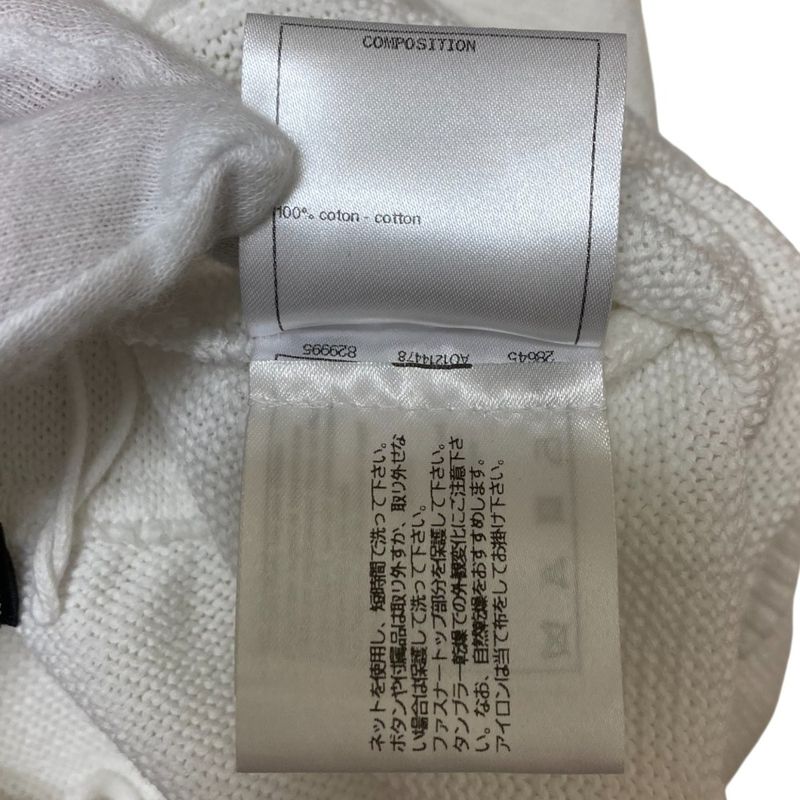 COMPOSITION
100% coton - cotton
829995 A01214478 28645
ネットを使用し、短時間で洗って下さい。
ボタンや付属品は取り外すか、取り外せな
い場合は保護して洗って下さい。
ファスナートップ部分を保護して下さい。
タンブラー乾燥での外観変化にご注意下さ
い。なお、自然乾燥をおすすめします。
アイロンは当て布をしてお掛け下さい。